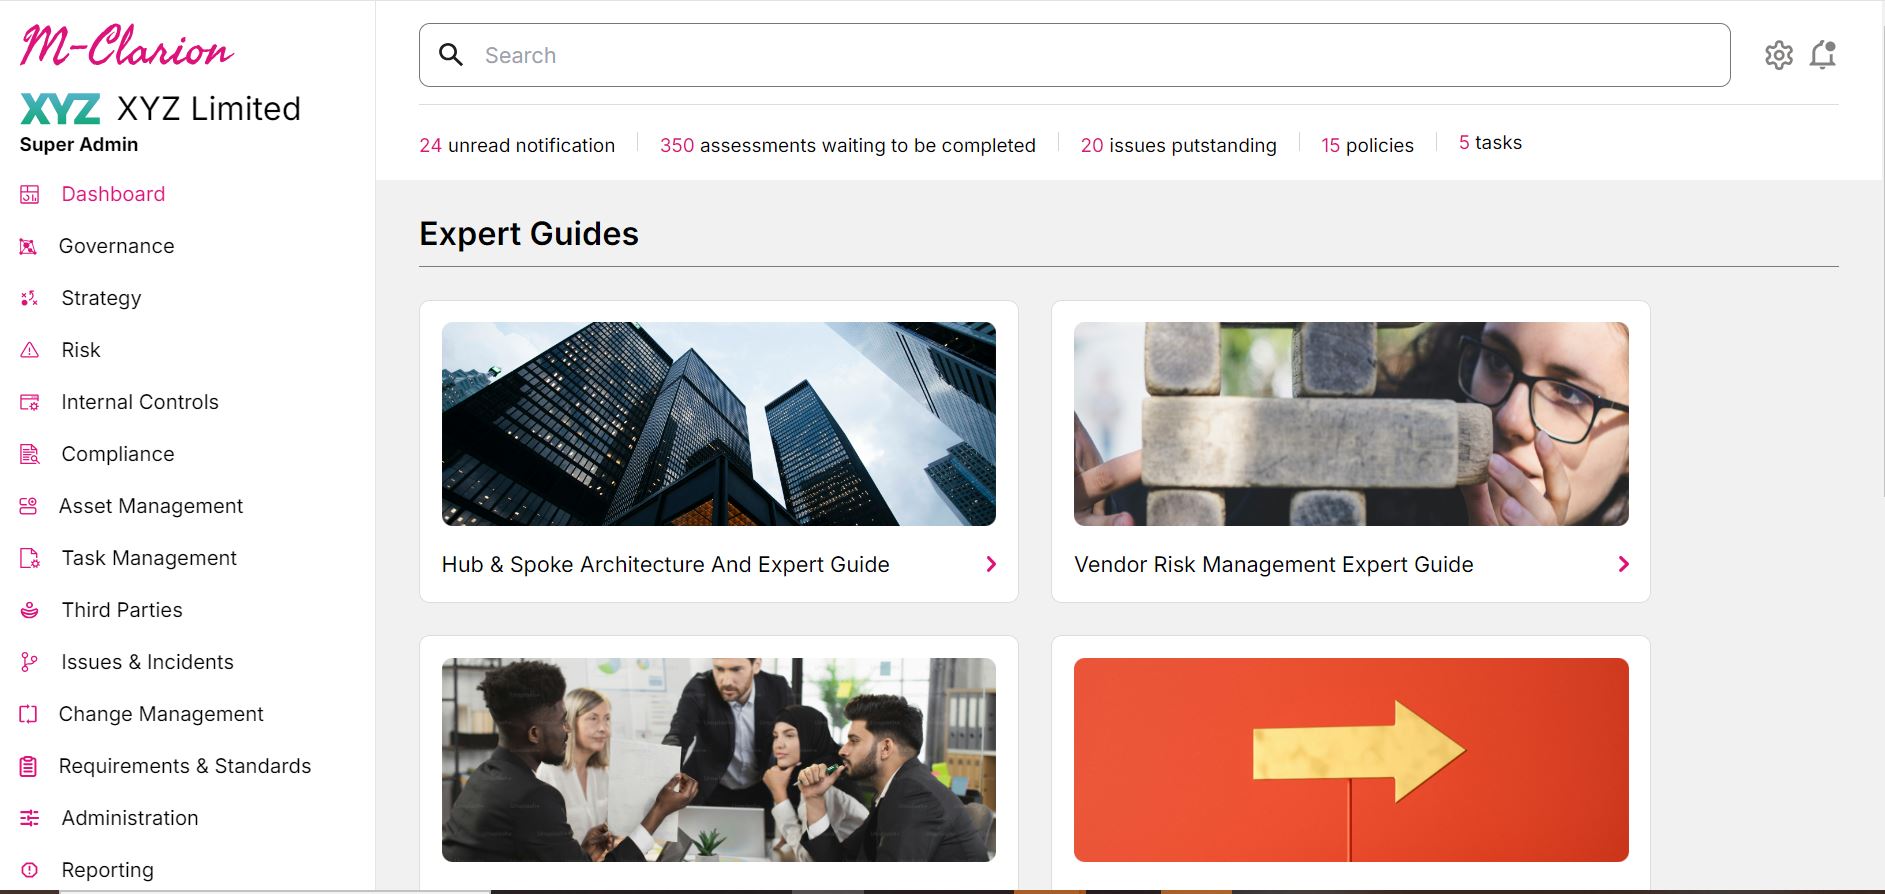 M-Clarion
XYZ XYZ Limited
Super Admin
Dashboard
Governance
Strategy
Risk
Internal Controls
Compliance
Asset Management
Task Management
Third Parties
Issues & Incidents
Change Management
Requirements & Standards
Administration
Reporting
Search
24 unread notification
350 assessments waiting to be completed
20 issues putstanding
15 policies
5 tasks
Expert Guides
Hub & Spoke Architecture And Expert Guide
Vendor Risk Management Expert Guide